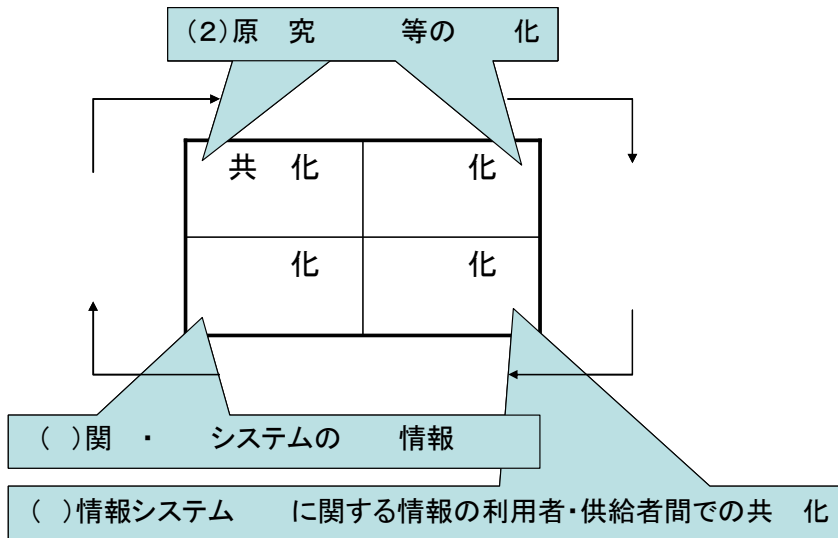 (2)原 究 等の 化
共 化 化
化 化
( )関 ・ システムの 情報
( )情報システム に関する情報の利用者・供給者間での共 化